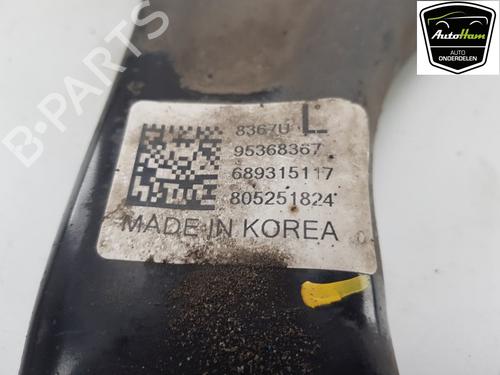 AutoHam
AUTO
ONDERDELEN
8367U L
95368367
689315117
805251824
MADE IN KOREA
B-PARTS